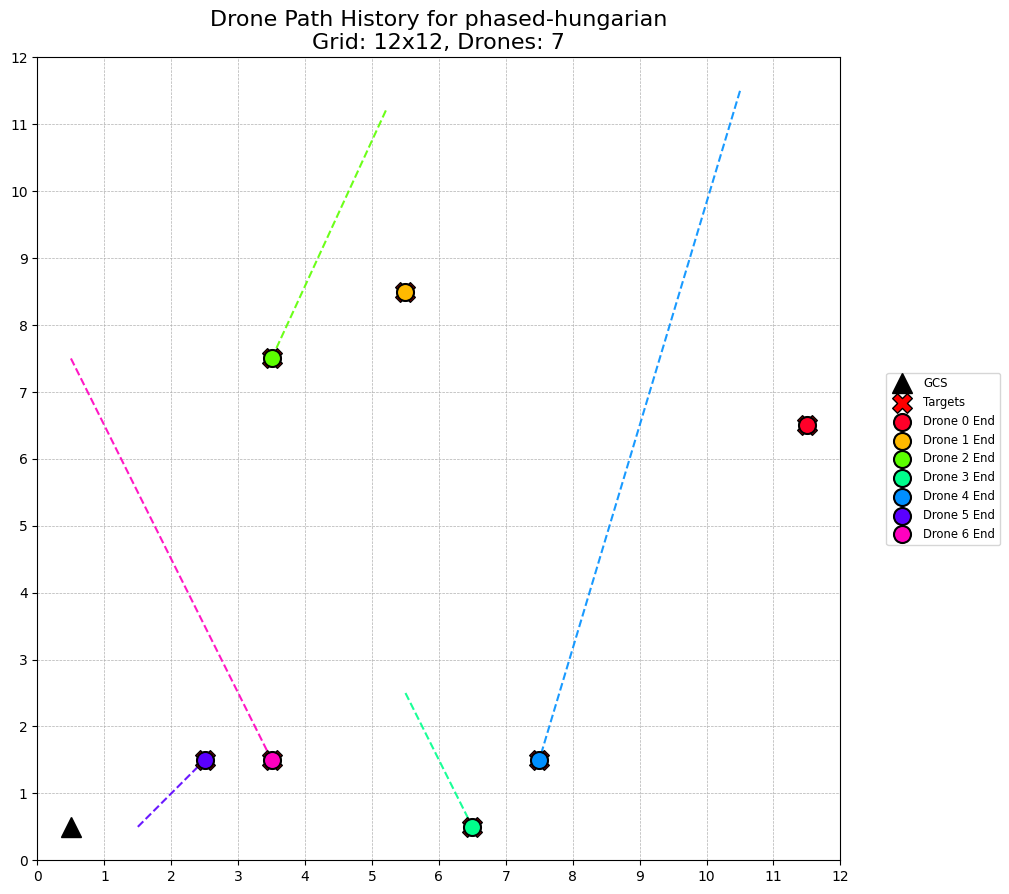 Drone Path History for phased-hungarian
Grid: 12x12, Drones: 7
12
11
10
9
8
7
6
5
4
3
2
1
0
0 1 2 3 4 5 6 7 8 9 10 11 12
GCS
Targets
Drone 0 End
Drone 1 End
Drone 2 End
Drone 3 End
Drone 4 End
Drone 5 End
Drone 6 End